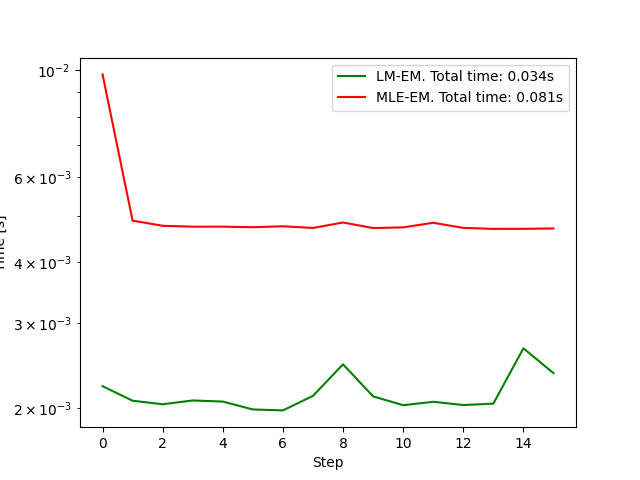 LM-EM. Total time: 0.034s
MLE-EM. Total time: 0.081s
10⁻²
6 × 10⁻³
4 × 10⁻³
3 × 10⁻³
2 × 10⁻³
Time [s]
0 2 4 6 8 10 12 14
Step